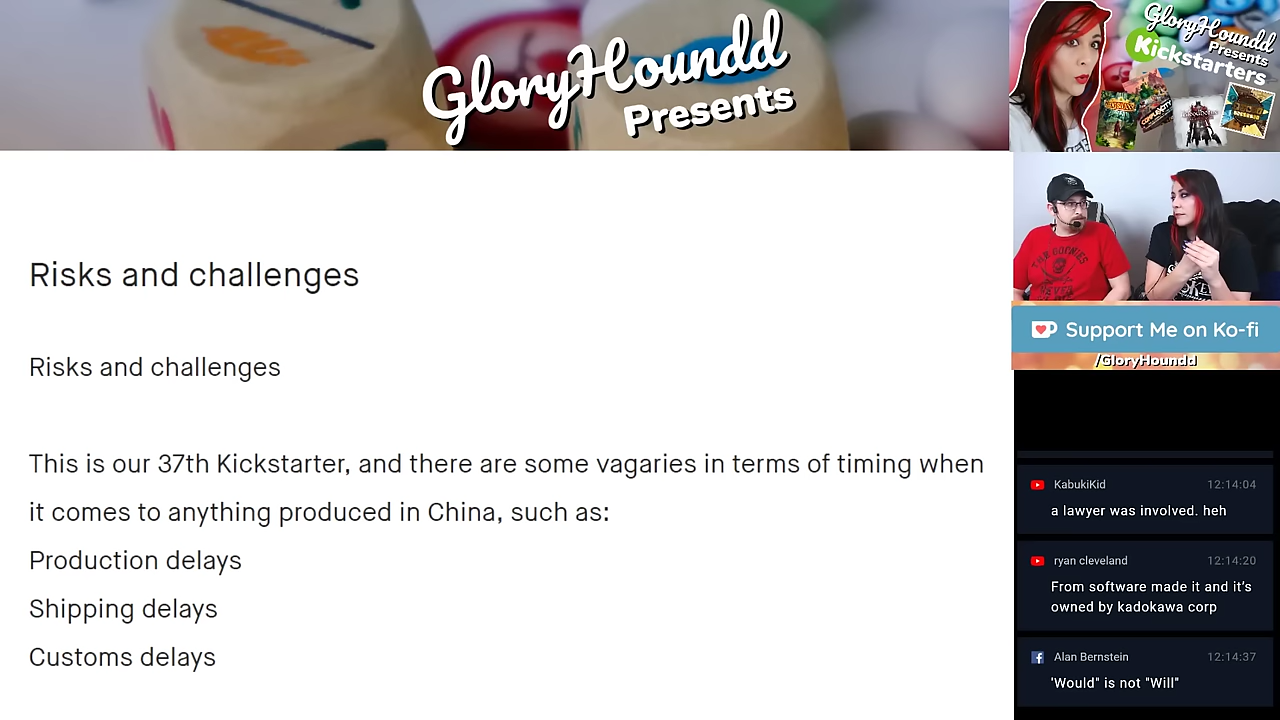 GloryHoundd
Presents
GloryHoundd
Presents
Kickstarters
Risks and challenges
Risks and challenges
This is our 37th Kickstarter, and there are some vagaries in terms of timing when
it comes to anything produced in China, such as:
Production delays
Shipping delays
Customs delays
THE GOONIES
NEVER
Support Me on Ko-fi
/GloryHoundd
KabukiKid 12:14:04
a lawyer was involved. heh
ryan cleveland 12:14:20
From software made it and it's
owned by kadokawa corp
Alan Bernstein 12:14:37
'Would" is not "Will"